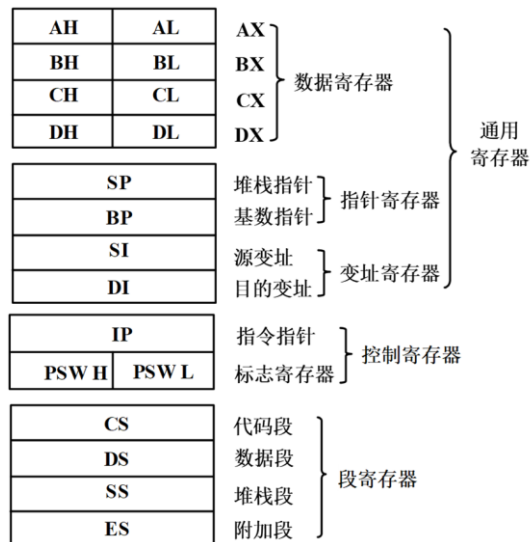 AH AL AX
BH BL BX
CH CL CX
DH DL DX
数据寄存器
SP 堆栈指针
BP 基数指针
指针寄存器
SI 源变址
DI 目的变址
变址寄存器
通用
寄存器
IP 指令指针
PSW H PSW L 标志寄存器
控制寄存器
CS 代码段
DS 数据段
SS 堆栈段
ES 附加段
段寄存器